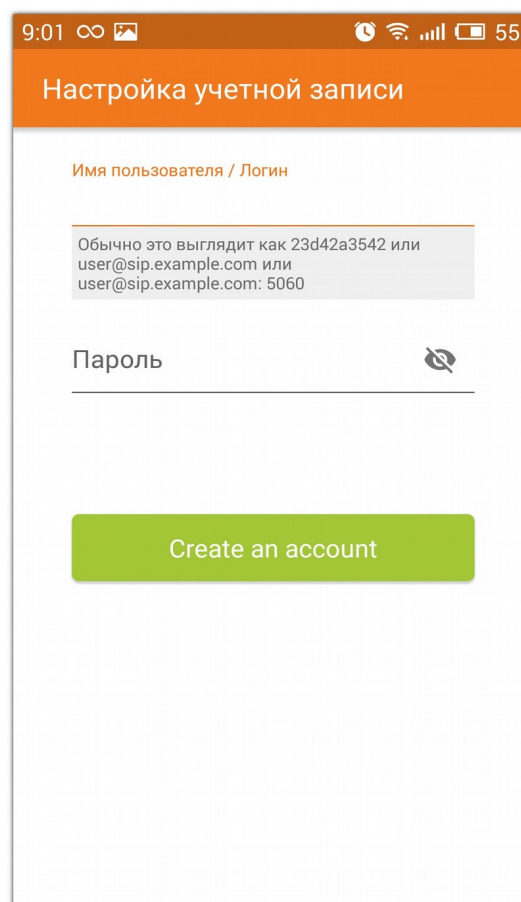 9:01 55
Настройка учетной записи
Имя пользователя / Логин
Обычно это выглядит как 23d42a3542 или
user@sip.example.com или
user@sip.example.com: 5060
Пароль
Create an account